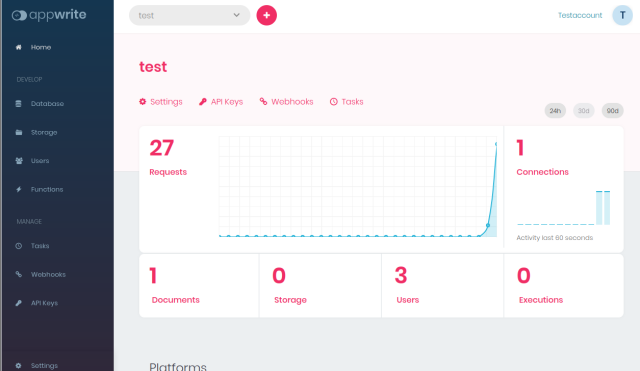 appwrite
test
+
Testaccount
T
Home
DEVELOP
Database
Storage
Users
Functions
MANAGE
Tasks
Webhooks
API Keys
Settings
test
Settings
API Keys
Webhooks
Tasks
24h
30d
90d
27
Requests
1
Connections
Activity last 60 seconds
1
Documents
0
Storage
3
Users
0
Executions
Platforms